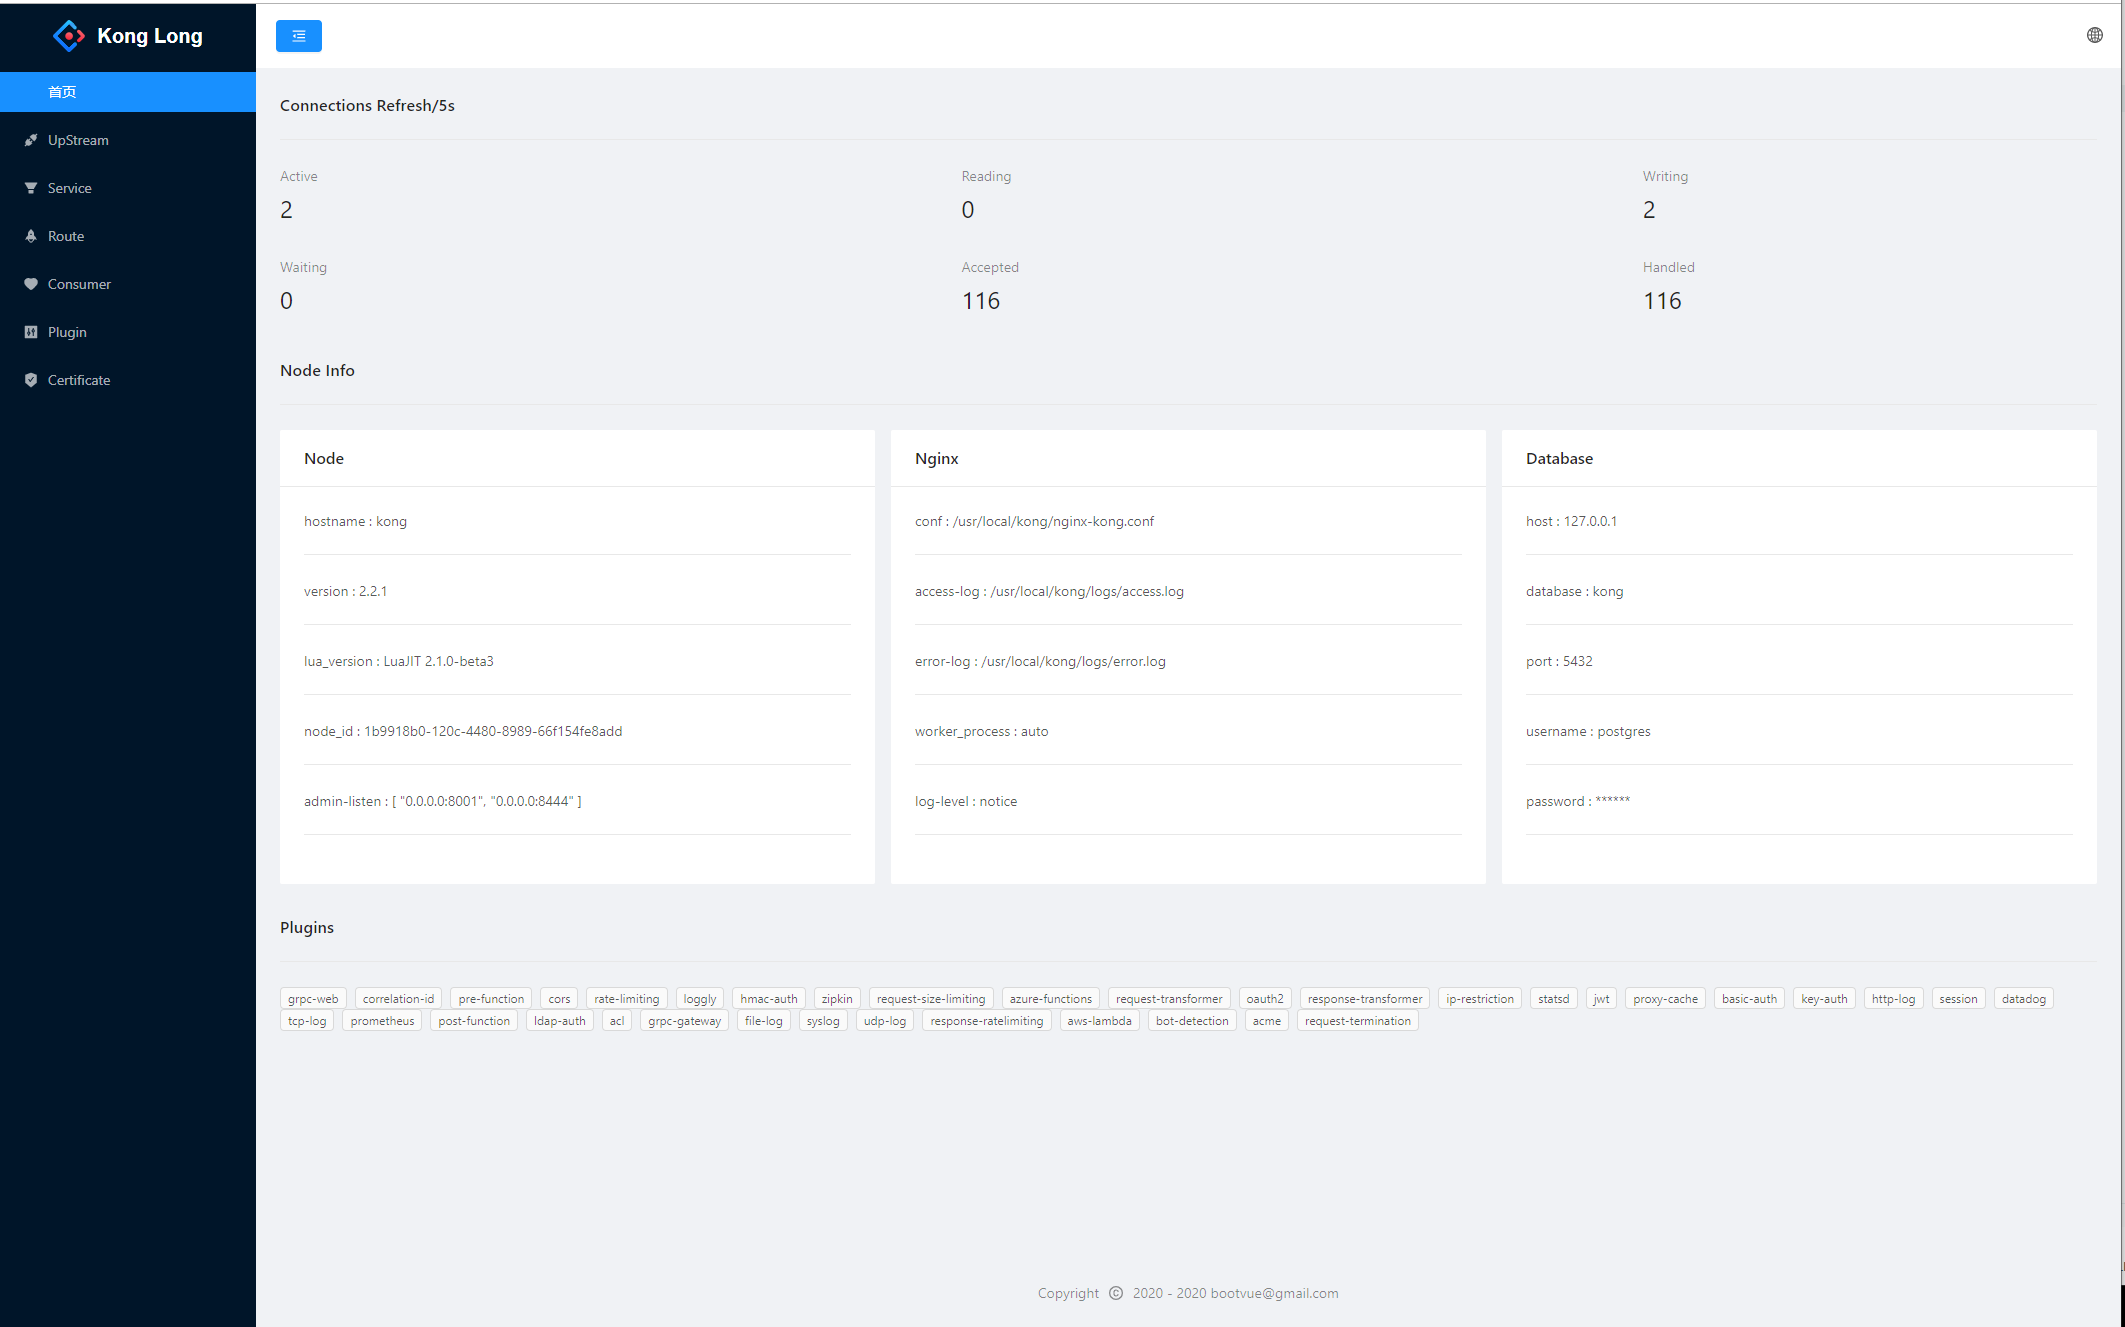 Kong Long
首页
UpStream
Service
Route
Consumer
Plugin
Certificate
Connections Refresh/5s
Active Reading Writing
2 0 2
Waiting Accepted Handled
0 116 116
Node Info
Node
hostname : kong
version : 2.2.1
lua_version : LuaJIT 2.1.0-beta3
node_id : 1b9918b0-120c-4480-8989-66f154fe8add
admin-listen : [ "0.0.0.0:8001", "0.0.0.0:8444" ]
Nginx
conf : /usr/local/kong/nginx-kong.conf
access-log : /usr/local/kong/logs/access.log
error-log : /usr/local/kong/logs/error.log
worker_process : auto
log-level : notice
Database
host : 127.0.0.1
database : kong
port : 5432
username : postgres
password : ******
Plugins
grpc-web correlation-id pre-function cors rate-limiting loggly hmac-auth zipkin request-size-limiting azure-functions request-transformer oauth2 response-transformer ip-restriction statsd jwt proxy-cache basic-auth key-auth http-log session datadog
tcp-log prometheus post-function ldap-auth acl grpc-gateway file-log syslog udp-log response-ratelimiting aws-lambda bot-detection acme request-termination
Copyright © 2020 - 2020 bootvue@gmail.com